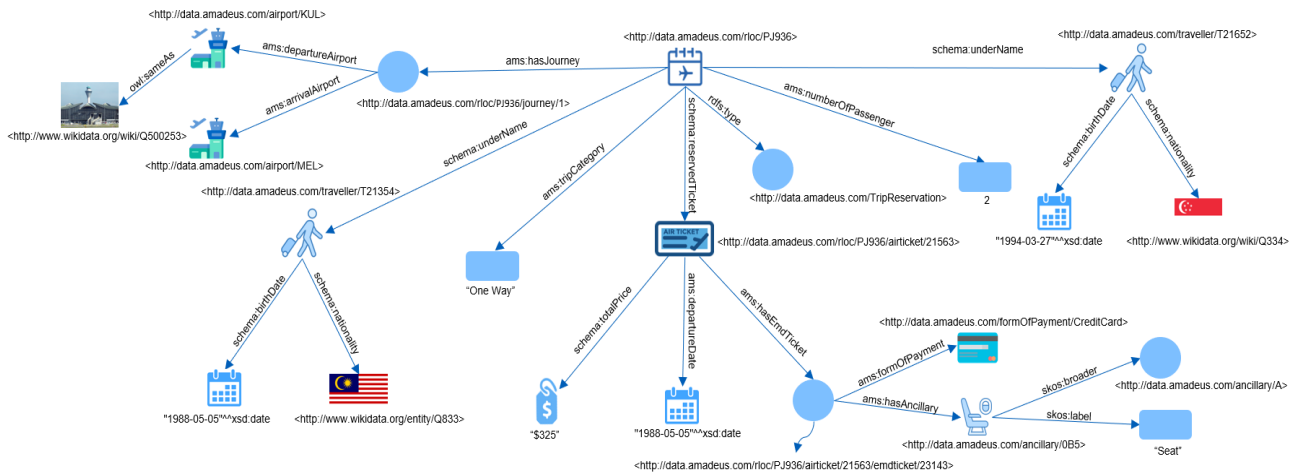 <http://data.amadeus.com/airport/KUL>
<http://data.amadeus.com/rloc/PJ936>
<http://data.amadeus.com/traveller/T21652>
ams:departureAirport
ams:hasJourney
schema:underName
owl:sameAs
ams:arrivalAirport
<http://data.amadeus.com/rloc/PJ936/journey/1>
rdfs:type
ams:numberOfPassenger
<http://www.wikidata.org/wiki/Q500253>
<http://data.amadeus.com/airport/MEL>
schema:underName
ams:tripCategory
schema:reservedTicket
schema:birthDate
schema:nationality
<http://data.amadeus.com/traveller/T21354>
<http://data.amadeus.com/TripReservation>
2
AIR TICKET
<http://data.amadeus.com/rloc/PJ936/airticket/21563>
"1994-03-27"^^xsd:date
<http://www.wikidata.org/wiki/Q334>
"One Way"
schema:birthDate
schema:nationality
schema:totalPrice
ams:departureDate
ams:hasEmdTicket
<http://data.amadeus.com/formOfPayment/CreditCard>
ams:formOfPayment
skos:broader
<http://data.amadeus.com/ancillary/A>
ams:hasAncillary
skos:label
"1988-05-05"^^xsd:date
<http://www.wikidata.org/entity/Q833>
$
"$325"
"1988-05-05"^^xsd:date
<http://data.amadeus.com/ancillary/0B5>
"Seat"
<http://data.amadeus.com/rloc/PJ936/airticket/21563/emdticket/23143>